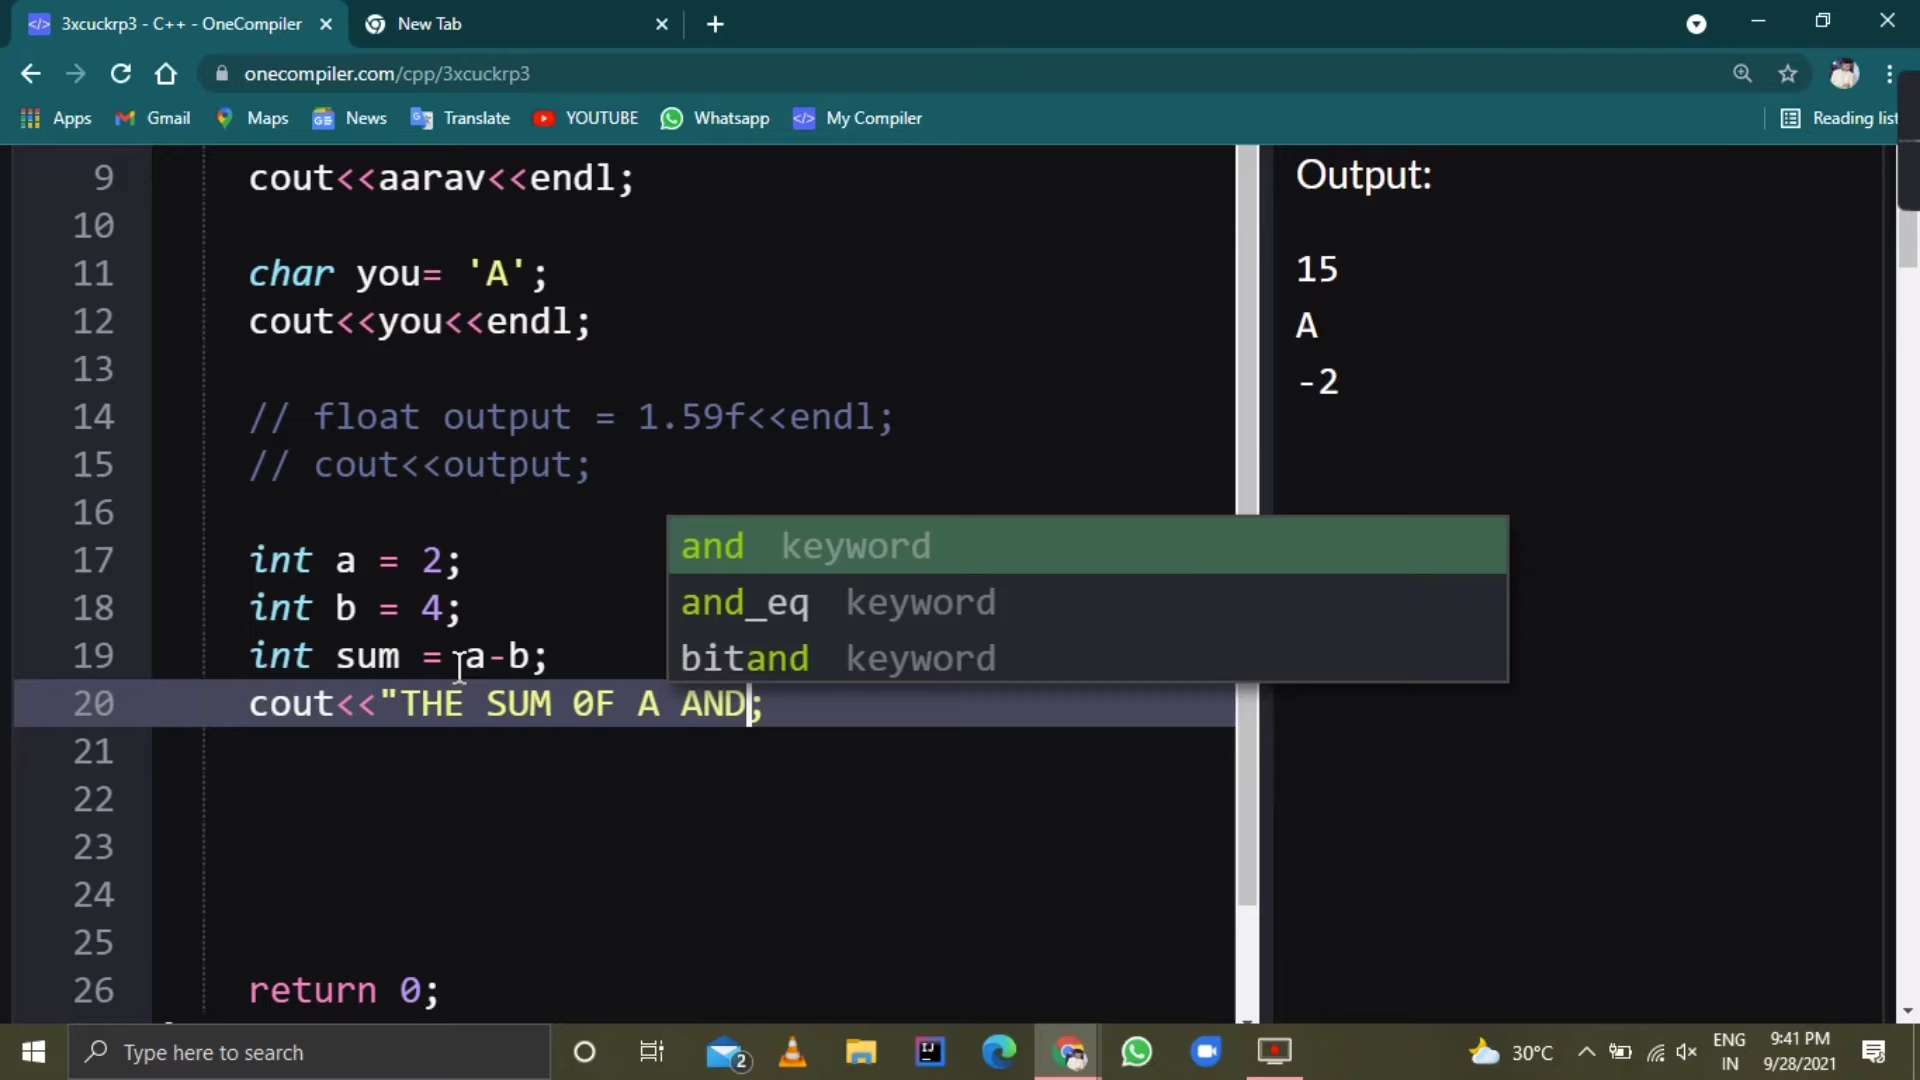 3xcuckrp3 - C++ - OneCompiler
New Tab
onecompiler.com/cpp/3xcuckrp3
Apps
Gmail
Maps
News
Translate
YOUTUBE
Whatsapp
My Compiler
Reading list
9 cout<<aarav<<endl;
10
11 char you= 'A';
12 cout<<you<<endl;
13
14 // float output = 1.59f<<endl;
15 // cout<<output;
16
17 int a = 2;
18 int b = 4;
19 int sum = a-b;
20 cout<<"THE SUM 0F A AND;
21
22
23
24
25
26 return 0;
and keyword
and_eq keyword
bitand keyword
Output:
15
A
-2
Type here to search
2
30°C
ENG
IN
9:41 PM
9/28/2021